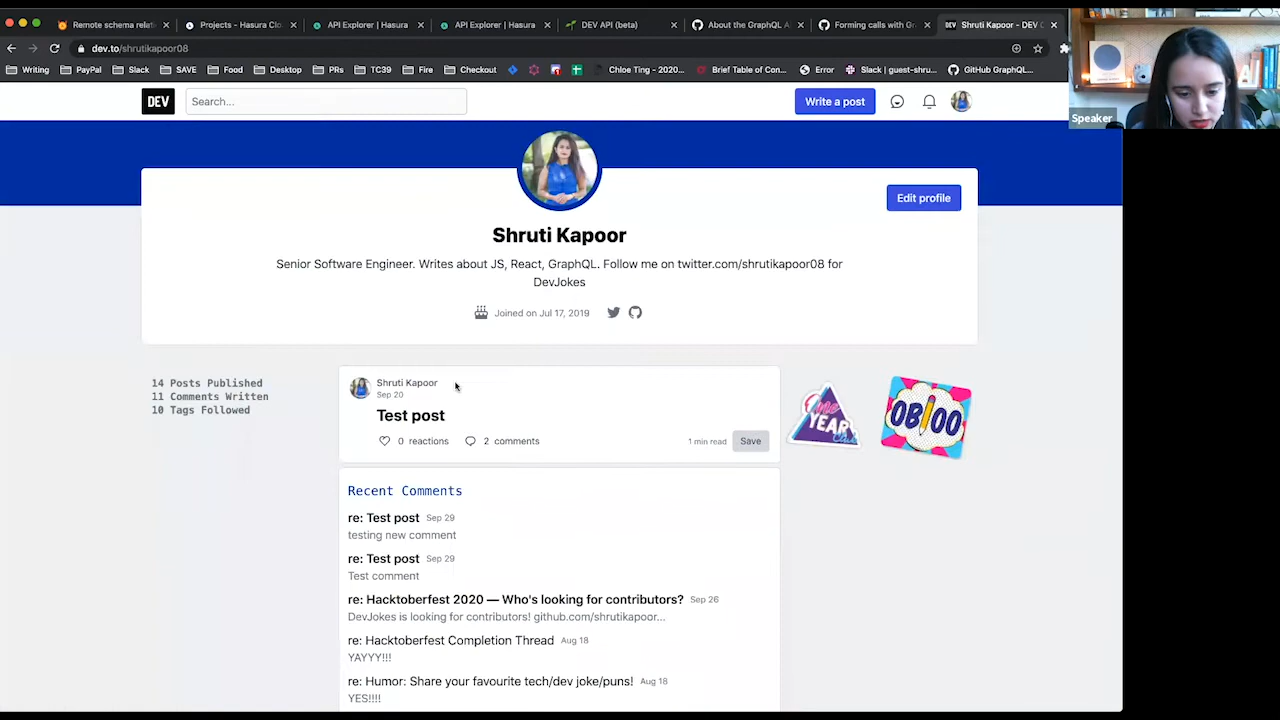 Remote schema relati
Projects - Hasura Clo
API Explorer
API Explorer | Hasura
DEV API (beta)
About the GraphQL A
Forming calls with Gr
Shruti Kapoor - DEV
dev.to/shrutikapoor08
Writing
PayPal
Slack
SAVE
Food
Desktop
PRs
TC39
Fire
Checkout
Chloe Ting - 2020...
Brief Table of Con...
Error
Slack | guest-shru...
GitHub GraphQL...
Speaker
DEV
Search...
Write a post
Edit profile
Shruti Kapoor
Senior Software Engineer. Writes about JS, React, GraphQL. Follow me on twitter.com/shrutikapoor08 for
DevJokes
Joined on Jul 17, 2019
14 Posts Published
11 Comments Written
10 Tags Followed
Shruti Kapoor
Sep 20
Test post
0 reactions
2 comments
1 min read
Save
YEAR
Club
Recent Comments
re: Test post Sep 29
testing new comment
re: Test post Sep 29
Test comment
re: Hacktoberfest 2020 — Who's looking for contributors? Sep 26
DevJokes is looking for contributors! github.com/shrutikapoor...
re: Hacktoberfest Completion Thread Aug 18
YAYYY!!!
re: Humor: Share your favourite tech/dev joke/puns! Aug 18
YES!!!!